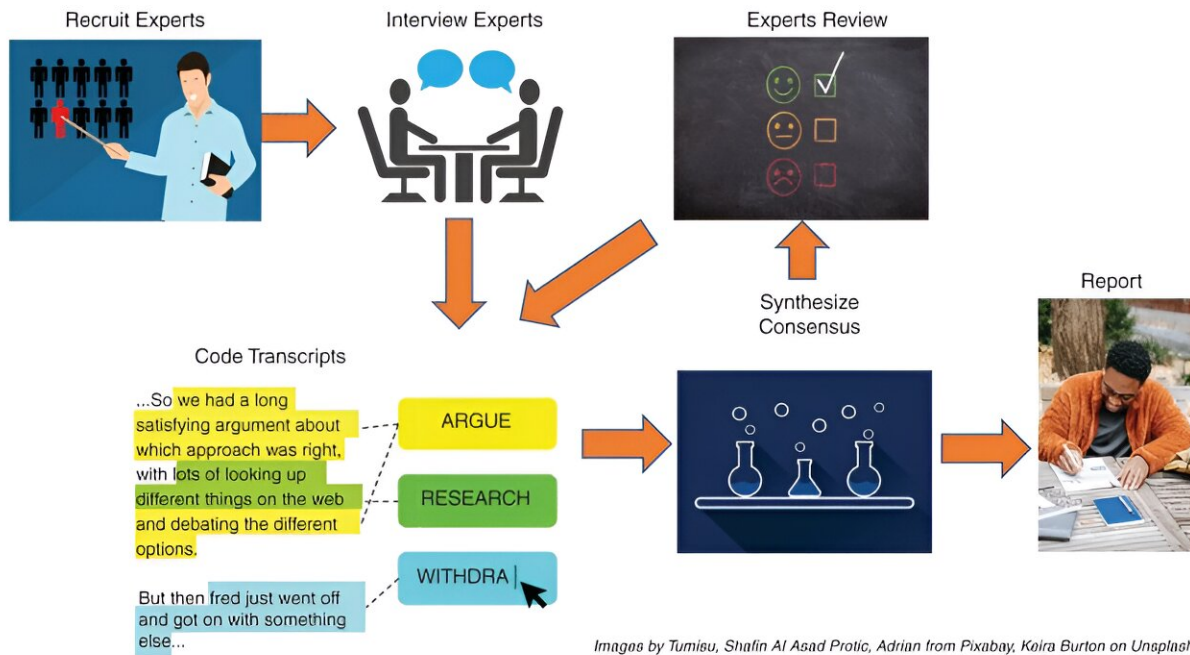 Recruit Experts
Interview Experts
Experts Review
Synthesize
Consensus
Report
Code Transcripts
...So we had a long
satisfying argument about
which approach was right,
with lots of looking up
different things on the web
and debating the different
options.
ARGUE
RESEARCH
WITHDRA
But then fred just went off
and got on with something
else...
Images by Tumisu, Shafin Al Asad Protic, Adrian from Pixabay, Keira Burton on Unsplash